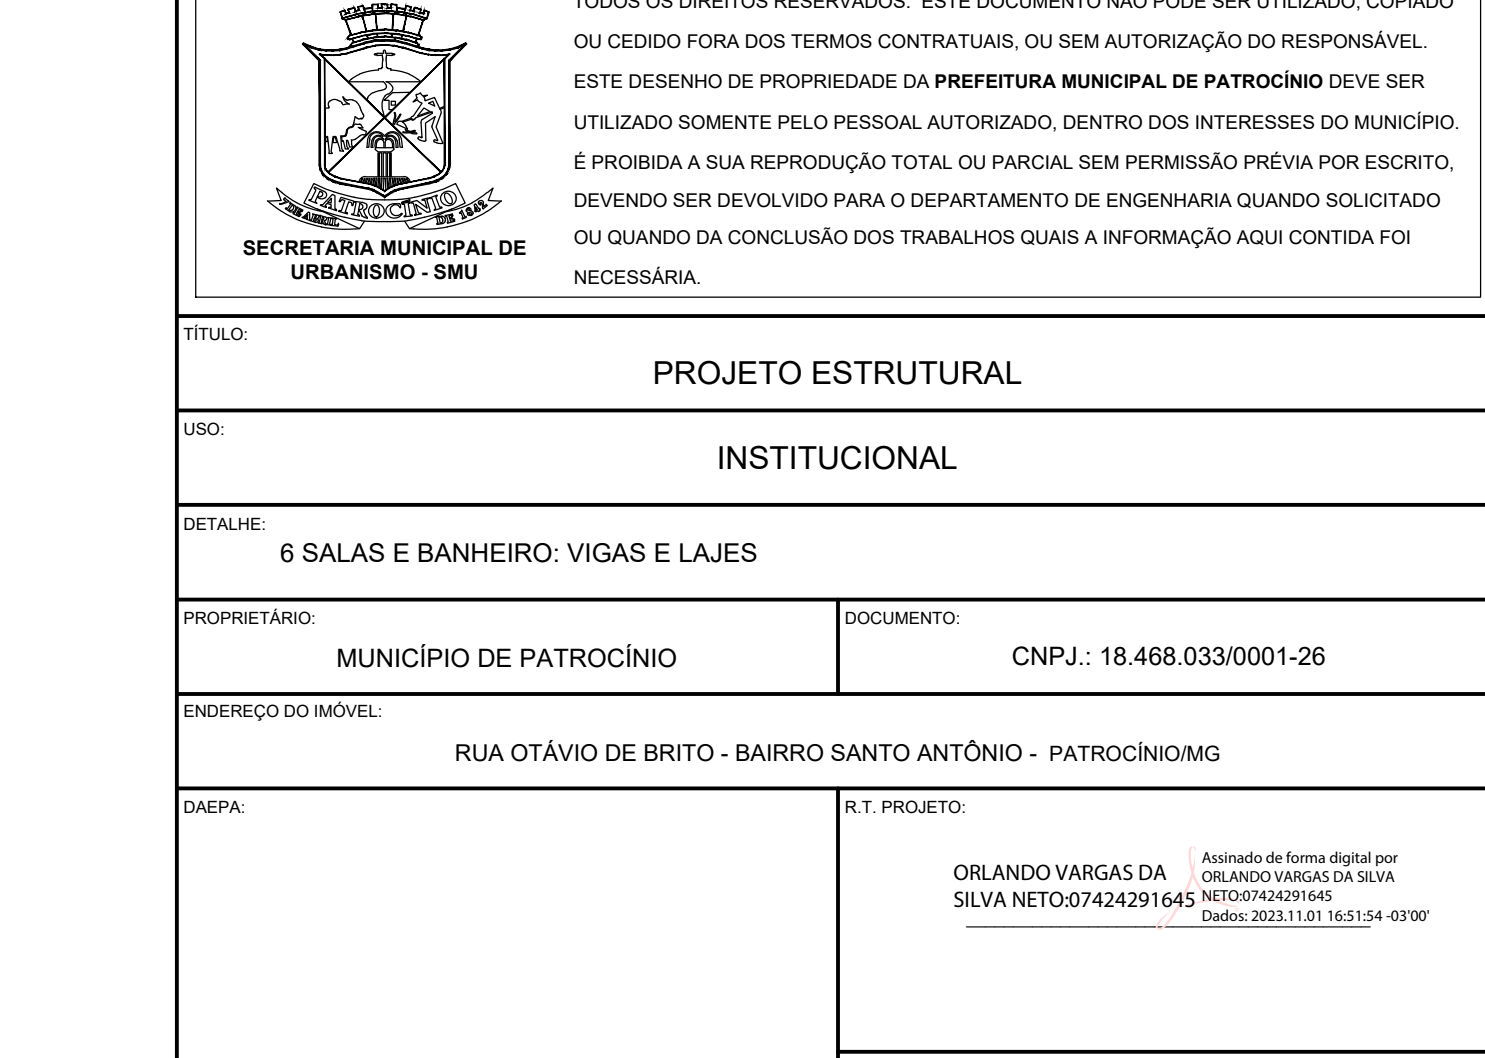 TODOS OS DIREITOS RESERVADOS. ESTE DOCUMENTO NÃO PODE SER UTILIZADO, COPIADO
OU CEDIDO FORA DOS TERMOS CONTRATUAIS, OU SEM AUTORIZAÇÃO DO RESPONSÁVEL.
ESTE DESENHO DE PROPRIEDADE DA PREFEITURA MUNICIPAL DE PATROCÍNIO DEVE SER
UTILIZADO SOMENTE PELO PESSOAL AUTORIZADO, DENTRO DOS INTERESSES DO MUNICÍPIO.
É PROIBIDA A SUA REPRODUÇÃO TOTAL OU PARCIAL SEM PERMISSÃO PRÉVIA POR ESCRITO,
DEVENDO SER DEVOLVIDO PARA O DEPARTAMENTO DE ENGENHARIA QUANDO SOLICITADO
OU QUANDO DA CONCLUSÃO DOS TRABALHOS QUAIS A INFORMAÇÃO AQUI CONTIDA FOI
NECESSÁRIA.
PATROCÍNIO
7 DE ABRIL DE 1842
SECRETARIA MUNICIPAL DE
URBANISMO - SMU
TÍTULO:
PROJETO ESTRUTURAL
USO:
INSTITUCIONAL
DETALHE:
6 SALAS E BANHEIRO: VIGAS E LAJES
PROPRIETÁRIO:
MUNICÍPIO DE PATROCÍNIO
DOCUMENTO:
CNPJ.: 18.468.033/0001-26
ENDEREÇO DO IMÓVEL:
RUA OTÁVIO DE BRITO - BAIRRO SANTO ANTÔNIO - PATROCÍNIO/MG
DAEPA:
R.T. PROJETO:
ORLANDO VARGAS DA
SILVA NETO:07424291645
Assinado de forma digital por
ORLANDO VARGAS DA SILVA
NETO:07424291645
Dados: 2023.11.01 16:51:54 -03'00'